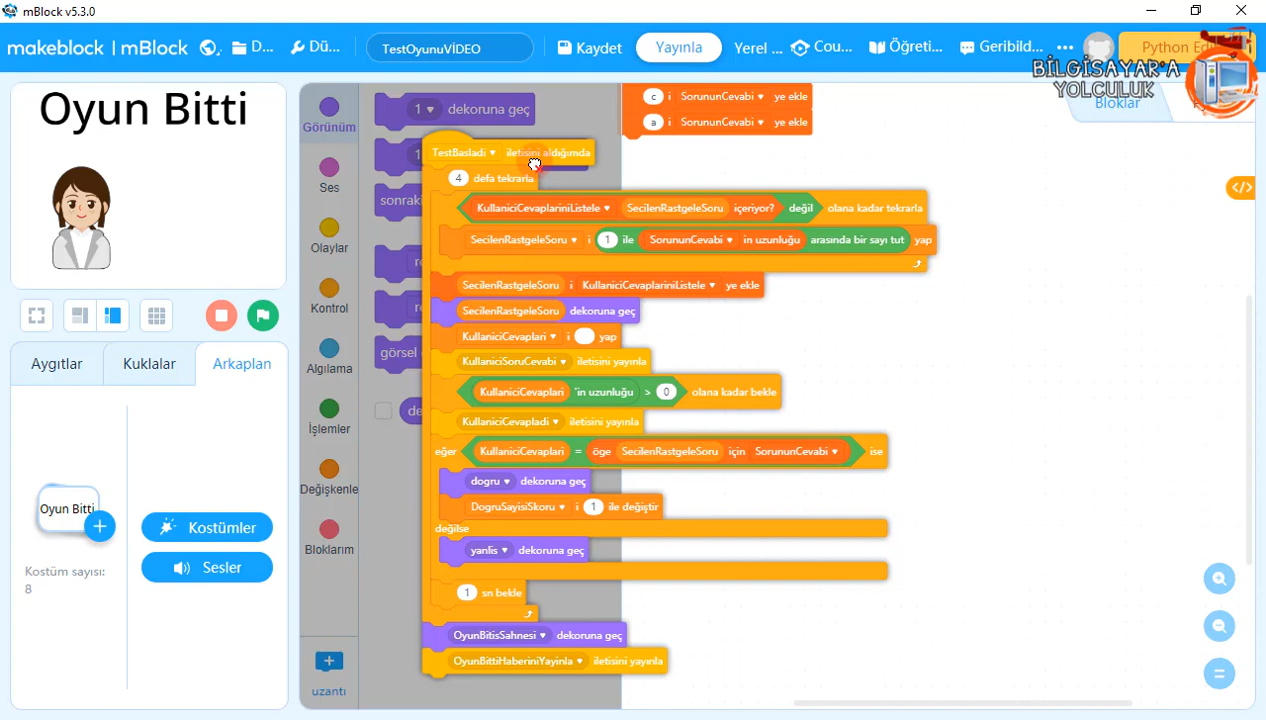 mBlock v5.3.0
makeblock | mBlock
D...
Dü...
TestOyunuVİDEO
Kaydet
Yayınla
Yerel ...
Cou...
Öğreti...
Geribild...
Python Edi
BİLGİSAYAR'A
YOLCULUK
Bloklar
Oyun Bitti
Aygıtlar
Kuklalar
Arkaplan
Oyun Bitti
Kostüm sayısı:
8
Kostümler
Sesler
Görünüm
Ses
Olaylar
Kontrol
Algılama
İşlemler
Değişkenle
Bloklarım
uzantı
1 dekoruna geç
1
sonraki
görsel
de
c i SorununCevabi ye ekle
a i SorununCevabi ye ekle
TestBasladi iletisini aldığımda
4 defa tekrarla
KullaniciCevaplariniListele SecilenRastgeleSoru içeriyor? değil olana kadar tekrarla
SecilenRastgeleSoru i 1 ile SorununCevabi in uzunluğu arasında bir sayı tut yap
SecilenRastgeleSoru i KullaniciCevaplariniListele ye ekle
SecilenRastgeleSoru dekoruna geç
KullaniciCevaplari i yap
KullaniciSoruCevabi iletisini yayınla
KullaniciCevaplari 'in uzunluğu > 0 olana kadar bekle
KullaniciCevapladi iletisini yayınla
eğer KullaniciCevaplari = öge SecilenRastgeleSoru için SorununCevabi ise
dogru dekoruna geç
DogruSayisiSkoru i 1 ile değiştir
değilse
yanlis dekoruna geç
1 sn bekle
OyunBitisSahnesi dekoruna geç
OyunBittiHaberiniYayinla iletisini yayınla